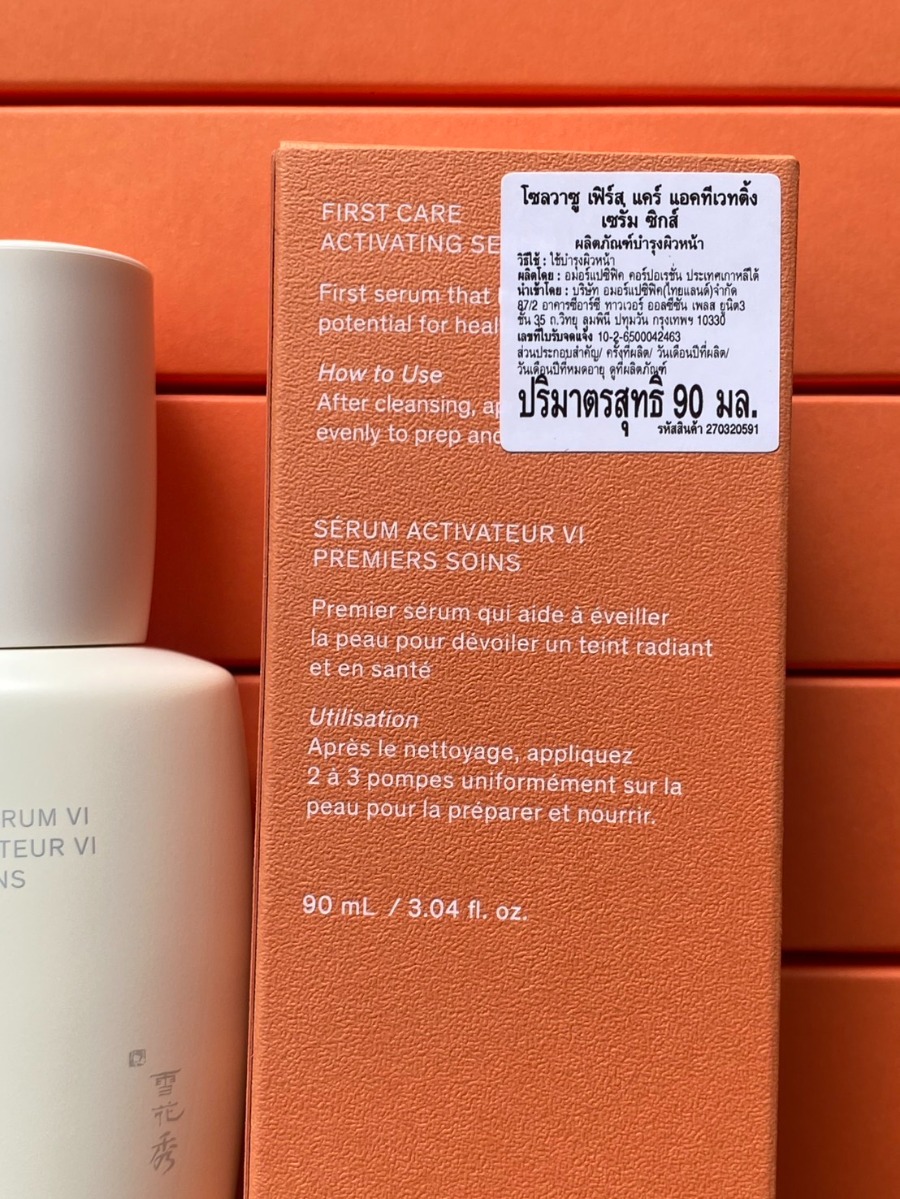 FIRST CARE
ACTIVATING SE
First serum that
potential for heal
How to Use
After cleansing, ap
evenly to prep and
โซลวาซู เฟิร์ส แคร์ แอคทีเวทติ้ง
เซรั่ม ซิกส์
ผลิตภัณฑ์บำรุงผิวหน้า
วิธีใช้ : ใช้บำรุงผิวหน้า
ผลิตโดย : อมอร์แปซิฟิค คอร์ปอเรชั่น ประเทศเกาหลีใต้
นำเข้าโดย : บริษัท อมอร์แปซิฟิค(ไทยแลนด์)จำกัด
87/2 อาคารซีอาร์ซี ทาวเวอร์ ออลซีซั่น เพลส ยูนิต3
ชั้น 35 ถ.วิทยุ ลุมพินี ปทุมวัน กรุงเทพฯ 10330
เลขที่ใบรับจดแจ้ง 10-2-6500042463
ส่วนประกอบสำคัญ/ ครั้งที่ผลิต/ วันเดือนปีที่ผลิต/
วันเดือนปีที่หมดอายุ ดูที่ผลิตภัณฑ์
ปริมาตรสุทธิ 90 มล.
รหัสสินค้า 270320591
SÉRUM ACTIVATEUR VI
PREMIERS SOINS
Premier sérum qui aide à éveiller
la peau pour dévoiler un teint radiant
et en santé
Utilisation
Après le nettoyage, appliquez
2 à 3 pompes uniformément sur la
peau pour la préparer et nourrir.
90 mL / 3.04 fl. oz.
RUM VI
TEUR VI
NS
雪花秀